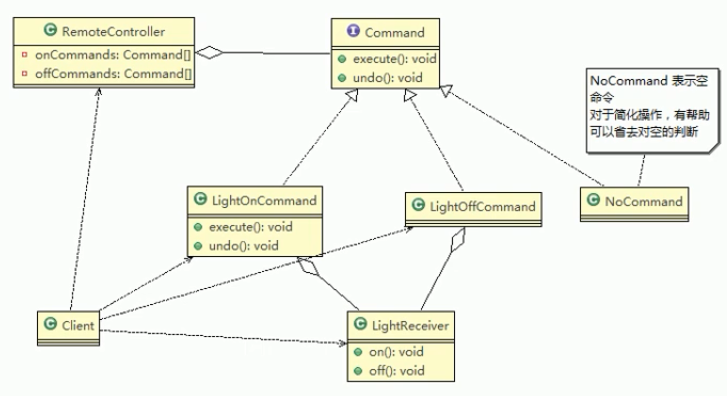 RemoteController
onCommands: Command[]
offCommands: Command[]
Command
execute(): void
undo(): void
NoCommand 表示空
命令
对于简化操作，有帮助
可以省去对空的判断
LightOnCommand
execute(): void
undo(): void
LightOffCommand
NoCommand
Client
LightReceiver
on(): void
off(): void